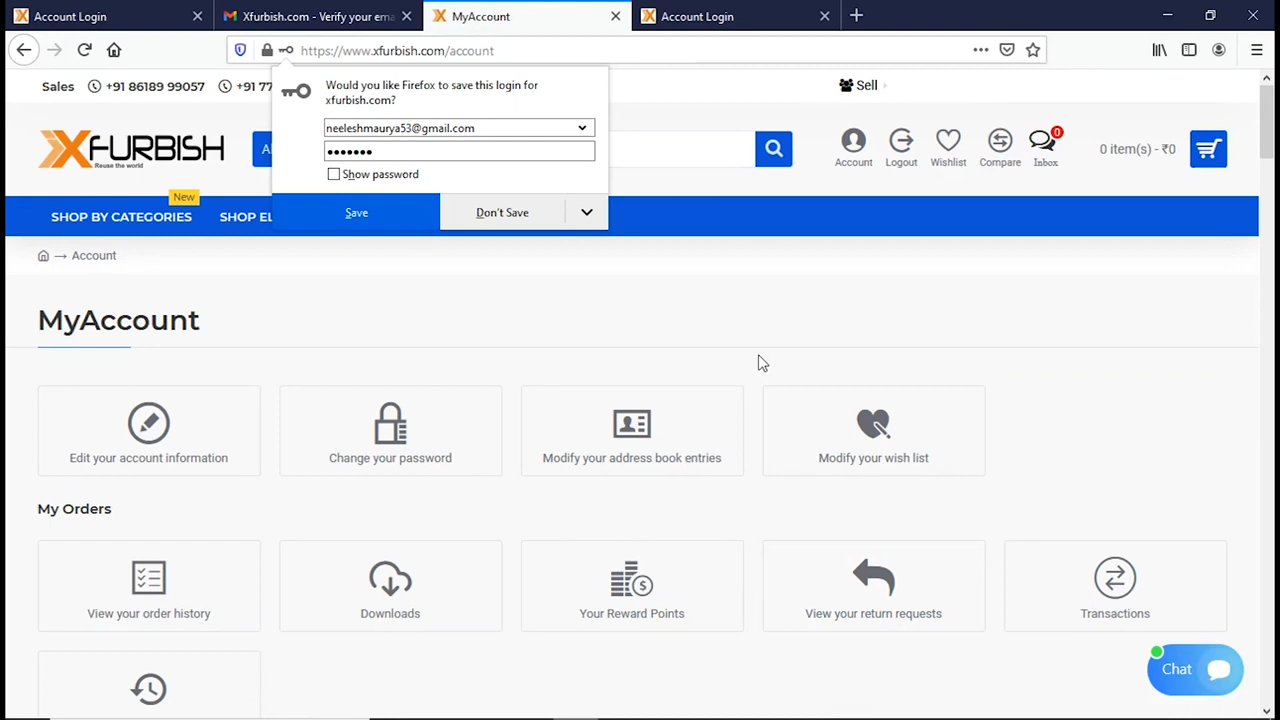 Account Login
Xfurbish.com - Verify your ema
MyAccount
Account Login
https://www.xfurbish.com/account
Would you like Firefox to save this login for
xfurbish.com?
neeleshmaurya53@gmail.com
•••••••
Show password
Save
Don't Save
Sales
+91 86189 99057
+91 77
Sell
XFURBISH
Reuse the world
Al
Account
Logout
Wishlist
Compare
0
Inbox
0 item(s) - ₹0
New
SHOP BY CATEGORIES
SHOP EL
→ Account
MyAccount
Edit your account information
Change your password
Modify your address book entries
Modify your wish list
My Orders
View your order history
Downloads
Your Reward Points
View your return requests
Transactions
Chat